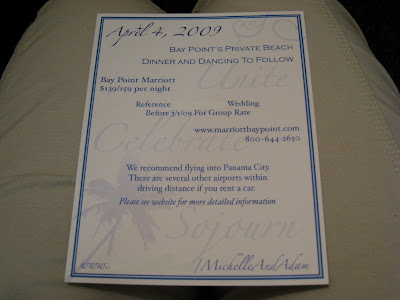 April 4, 2009
Bay Point's Private Beach
Dinner and Dancing To Follow
Unite
Bay Point Marriott
$139/159 per night
Reference Wedding
Before 3/1/09 For Group Rate
www.marriottbaypoint.com
800-644-2650
Celebrate
We recommend flying into Panama City.
There are several other airports within
driving distance if you rent a car.
Please see website for more detailed information
Sojourn
www. /MichelleAndAdam